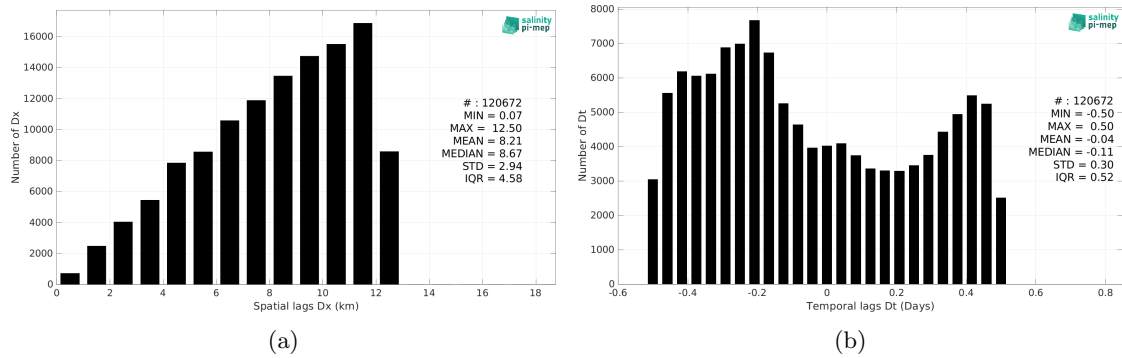 16000
14000
12000
10000
8000
6000
4000
2000
0
Number of Dx
salinity
pi-mep
# : 120672
MIN = 0.07
MAX = 12.50
MEAN = 8.21
MEDIAN = 8.67
STD = 2.94
IQR = 4.58
0 2 4 6 8 10 12 14 16 18
Spatial lags Dx (km)
(a)
8000
7000
6000
5000
4000
3000
2000
1000
0
Number of Dt
salinity
pi-mep
# : 120672
MIN = -0.50
MAX = 0.50
MEAN = -0.04
MEDIAN = -0.11
STD = 0.30
IQR = 0.52
-0.6 -0.4 -0.2 0 0.2 0.4 0.6 0.8
Temporal lags Dt (Days)
(b)